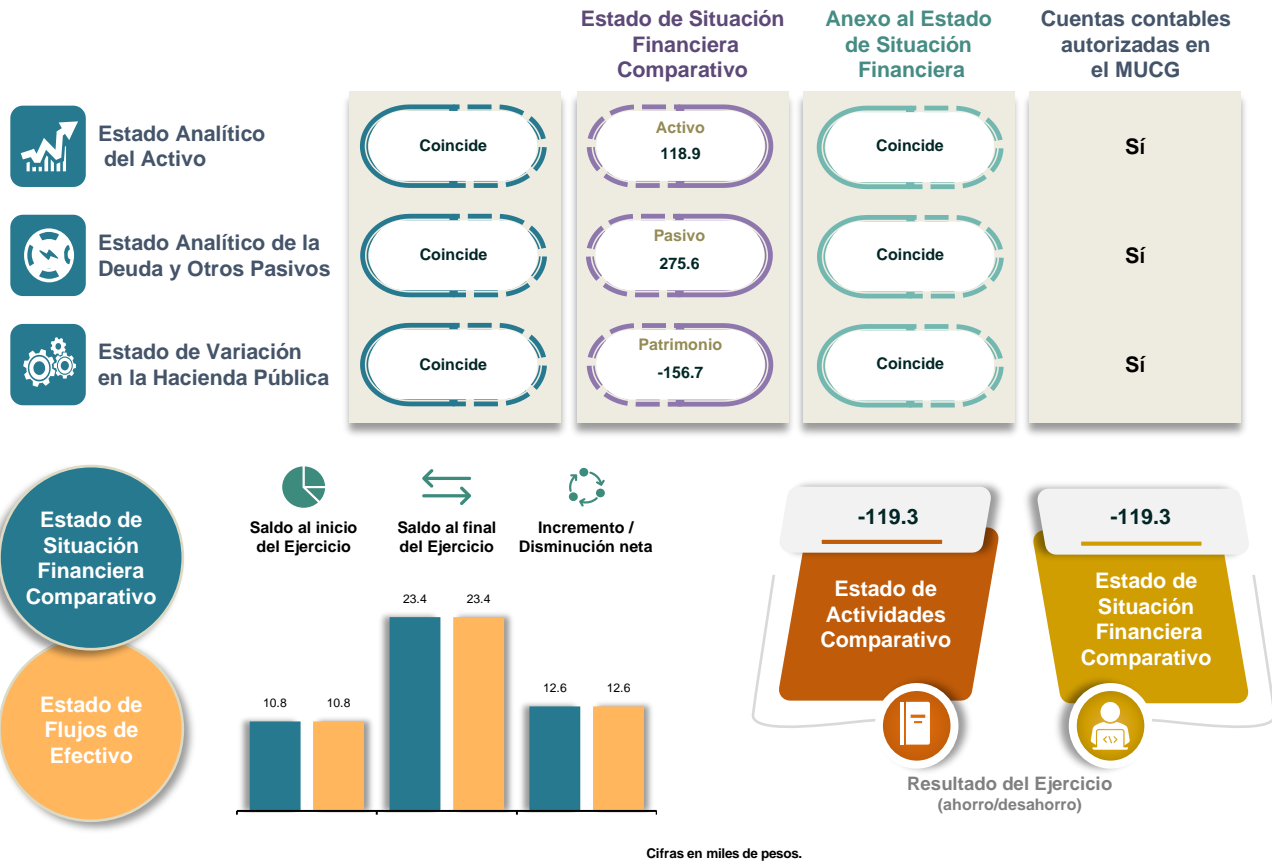 Estado de Situación
Financiera
Comparativo
Anexo al Estado
de Situación
Financiera
Cuentas contables
autorizadas en
el MUCG
Estado Analítico
del Activo
Coincide
Activo
118.9
Coincide
Sí
Estado Analítico de la
Deuda y Otros Pasivos
Coincide
Pasivo
275.6
Coincide
Sí
Estado de Variación
en la Hacienda Pública
Coincide
Patrimonio
-156.7
Coincide
Sí
Estado de
Situación
Financiera
Comparativo
Estado de
Flujos de
Efectivo
Saldo al inicio
del Ejercicio
Saldo al final
del Ejercicio
Incremento /
Disminución neta
10.8
10.8
23.4
23.4
12.6
12.6
-119.3
Estado de
Actividades
Comparativo
-119.3
Estado de
Situación
Financiera
Comparativo
Resultado del Ejercicio
(ahorro/desahorro)
Cifras en miles de pesos.